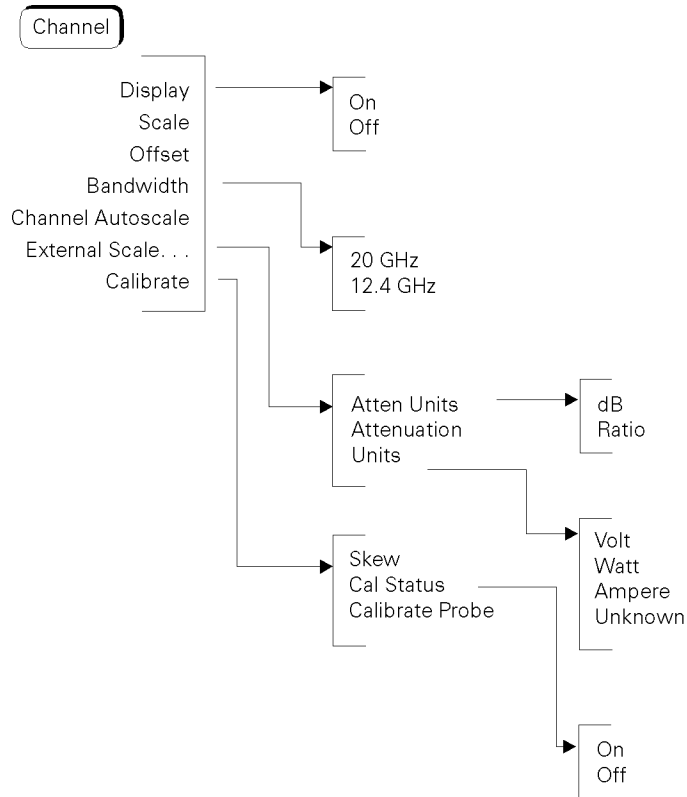 Channel
Display
Scale
Offset
Bandwidth
Channel Autoscale
External Scale. . .
Calibrate
On
Off
20 GHz
12.4 GHz
Atten Units
Attenuation
Units
dB
Ratio
Volt
Watt
Ampere
Unknown
Skew
Cal Status
Calibrate Probe
On
Off